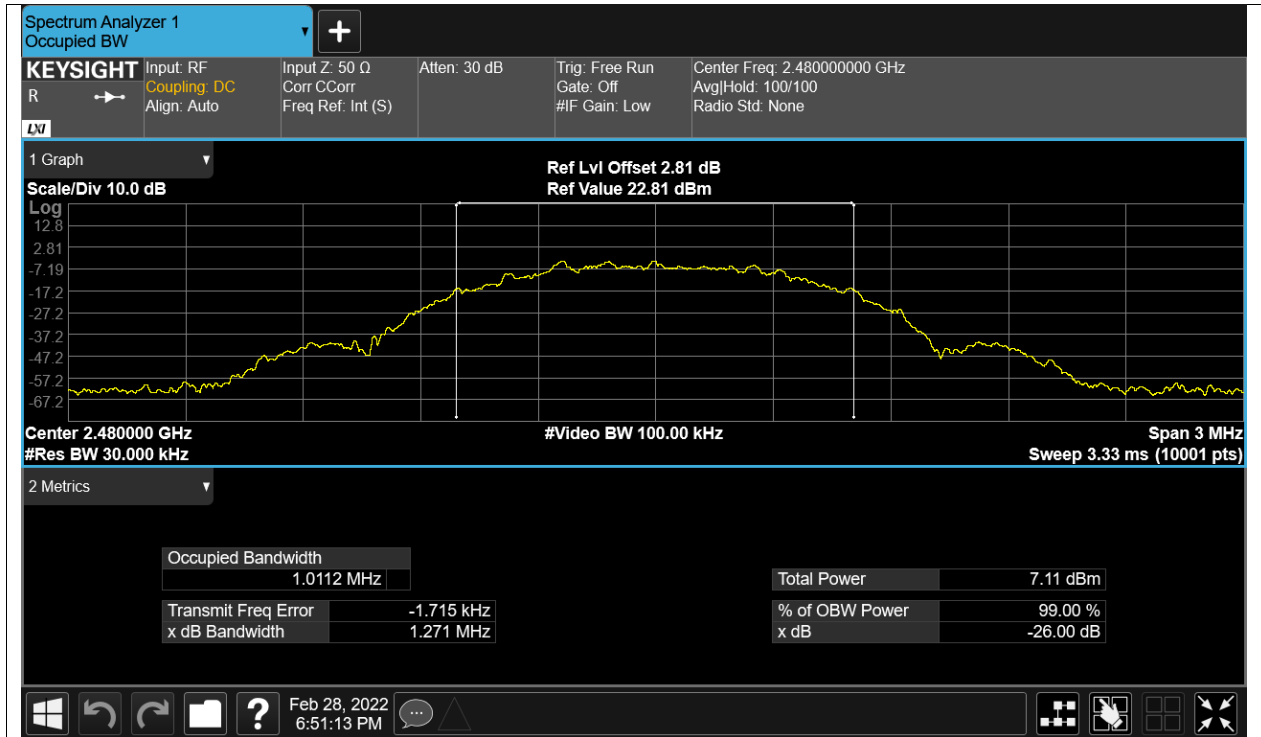 Spectrum Analyzer 1
Occupied BW
▼
+
KEYSIGHT
R
LXI
Input: RF
Coupling: DC
Align: Auto
Input Z: 50 Ω
Corr CCorr
Freq Ref: Int (S)
Atten: 30 dB
Trig: Free Run
Gate: Off
#IF Gain: Low
Center Freq: 2.480000000 GHz
Avg|Hold: 100/100
Radio Std: None
1 Graph ▼
Scale/Div 10.0 dB
Ref Lvl Offset 2.81 dB
Ref Value 22.81 dBm
Log
12.8
2.81
-7.19
-17.2
-27.2
-37.2
-47.2
-57.2
-67.2
Center 2.480000 GHz
#Video BW 100.00 kHz
Span 3 MHz
#Res BW 30.000 kHz
Sweep 3.33 ms (10001 pts)
2 Metrics ▼
Occupied Bandwidth
1.0112 MHz
Total Power 7.11 dBm
Transmit Freq Error -1.715 kHz
% of OBW Power 99.00 %
x dB Bandwidth 1.271 MHz
x dB -26.00 dB
?
Feb 28, 2022
6:51:13 PM